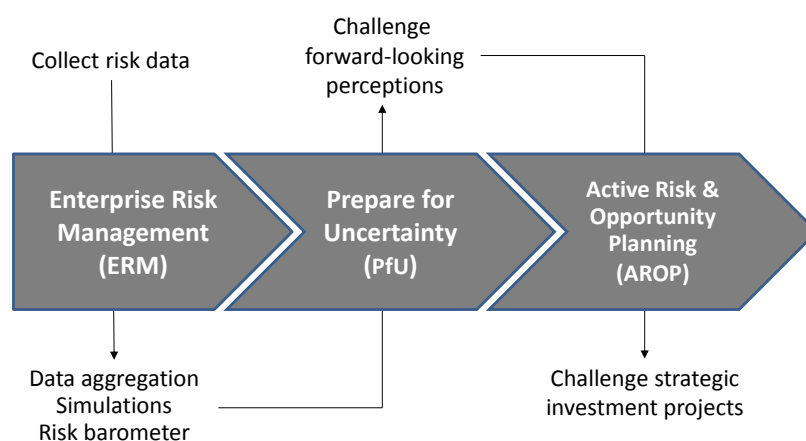 Collect risk data
Challenge
forward-looking
perceptions
Enterprise Risk
Management
(ERM)
Prepare for
Uncertainty
(PfU)
Active Risk &
Opportunity
Planning
(AROP)
Data aggregation
Simulations
Risk barometer
Challenge strategic
investment projects